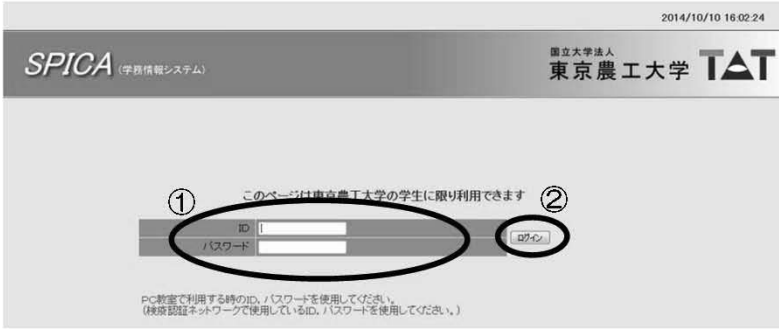 2014/10/10 16:02:24
SPICA (学務情報システム)
国立大学法人
東京農工大学 TAT
このページは東京農工大学の学生に限り利用できます
① ②
ID
ログイン
パスワード
PC教室で利用する時のID、パスワードを使用してください。
(検疫認証ネットワークで使用しているID、パスワードを使用してください。)